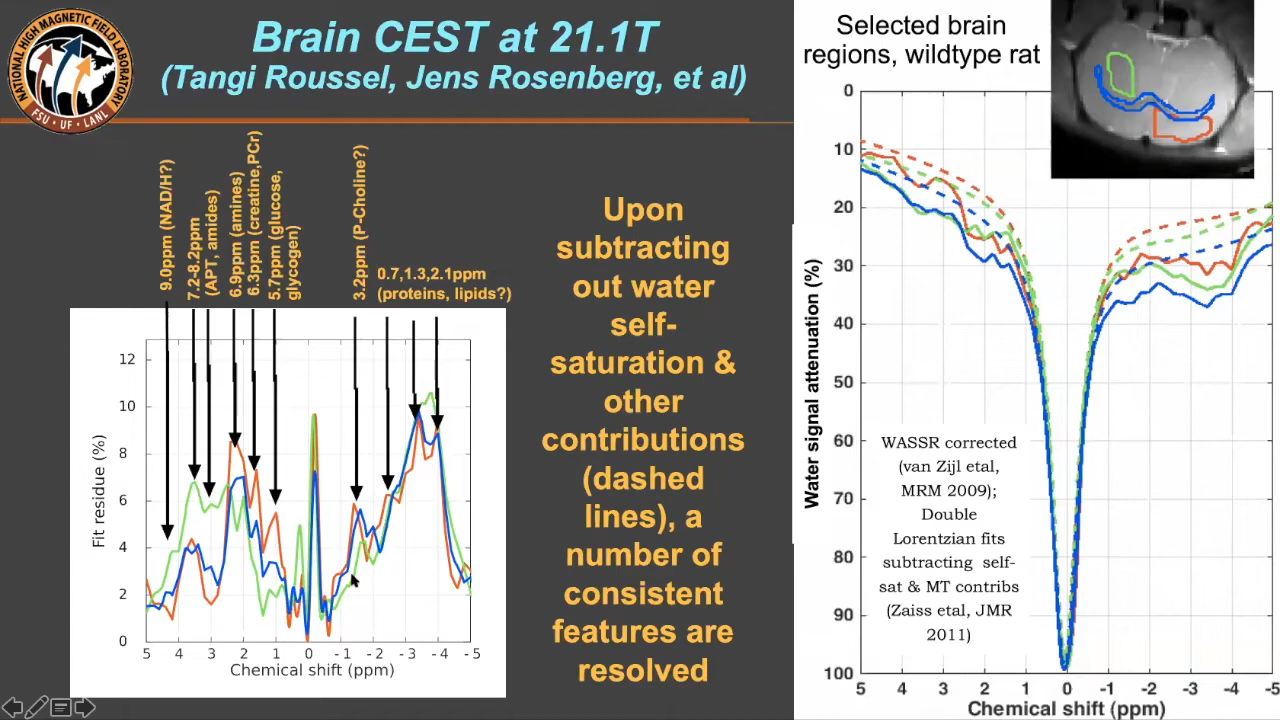 NATIONAL HIGH MAGNETIC FIELD LABORATORY
FSU • UF • LANL
Brain CEST at 21.1T
(Tangi Roussel, Jens Rosenberg, et al)
9.0ppm (NAD/H?)
7.2-8.2ppm
(APT, amides)
6.9ppm (amines)
6.3ppm (creatine,PCr)
5.7ppm (glucose,
glycogen)
3.2ppm (P-Choline?)
0.7,1.3,2.1ppm
(proteins, lipids?)
Fit residue (%)
12
10
8
6
4
2
0
5 4 3 2 1 0 -1 -2 -3 -4 -5
Chemical shift (ppm)
Upon
subtracting
out water
self-
saturation &
other
contributions
(dashed
lines), a
number of
consistent
features are
resolved
Selected brain
regions, wildtype rat
Water signal attenuation (%)
0
10
20
30
40
50
60
70
80
90
100
WASSR corrected
(van Zijl etal,
MRM 2009);
Double
Lorentzian fits
subtracting self-
sat & MT contribs
(Zaiss etal, JMR
2011)
5 4 3 2 1 0 -1 -2 -3 -4 -5
Chemical shift (ppm)